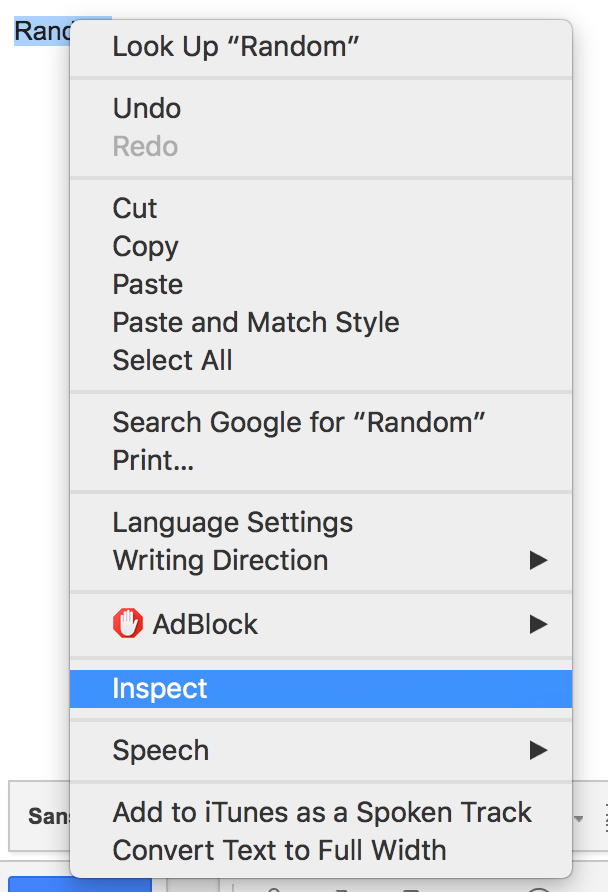 Random
Look Up “Random”
Undo
Redo
Cut
Copy
Paste
Paste and Match Style
Select All
Search Google for “Random”
Print...
Language Settings
Writing Direction
AdBlock
Inspect
Speech
Sans
Add to iTunes as a Spoken Track
Convert Text to Full Width